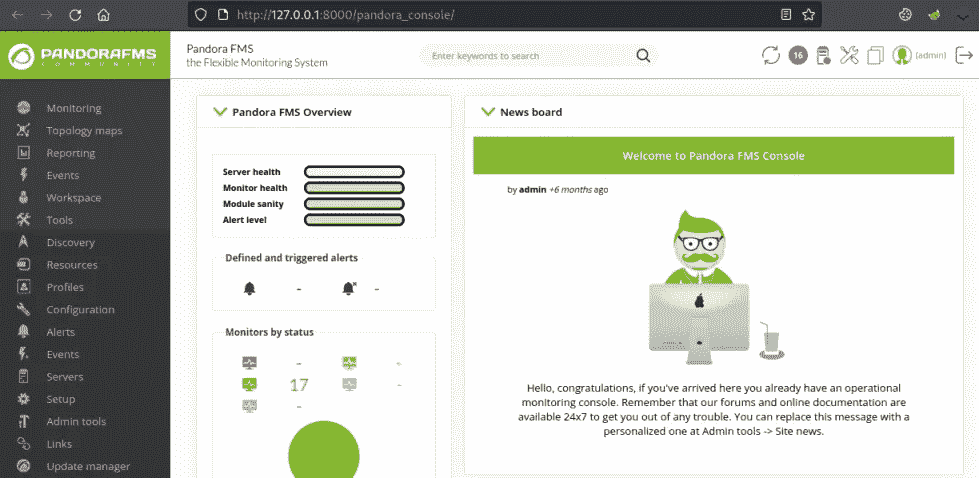 http://127.0.0.1:8000/pandora_console/
PANDORAFMS
COMMUNITY
Pandora FMS
the Flexible Monitoring System
Enter keywords to search
16
(admin)
Monitoring
Topology maps
Reporting
Events
Workspace
Tools
Discovery
Resources
Profiles
Configuration
Alerts
Events
Servers
Setup
Admin tools
Links
Update manager
Pandora FMS Overview
Server health
Monitor health
Module sanity
Alert level
Defined and triggered alerts
- -
Monitors by status
- -
17 -
-
News board
Welcome to Pandora FMS Console
by admin +6 months ago
Hello, congratulations, if you've arrived here you already have an operational
monitoring console. Remember that our forums and online documentation are
available 24x7 to get you out of any trouble. You can replace this message with a
personalized one at Admin tools -> Site news.